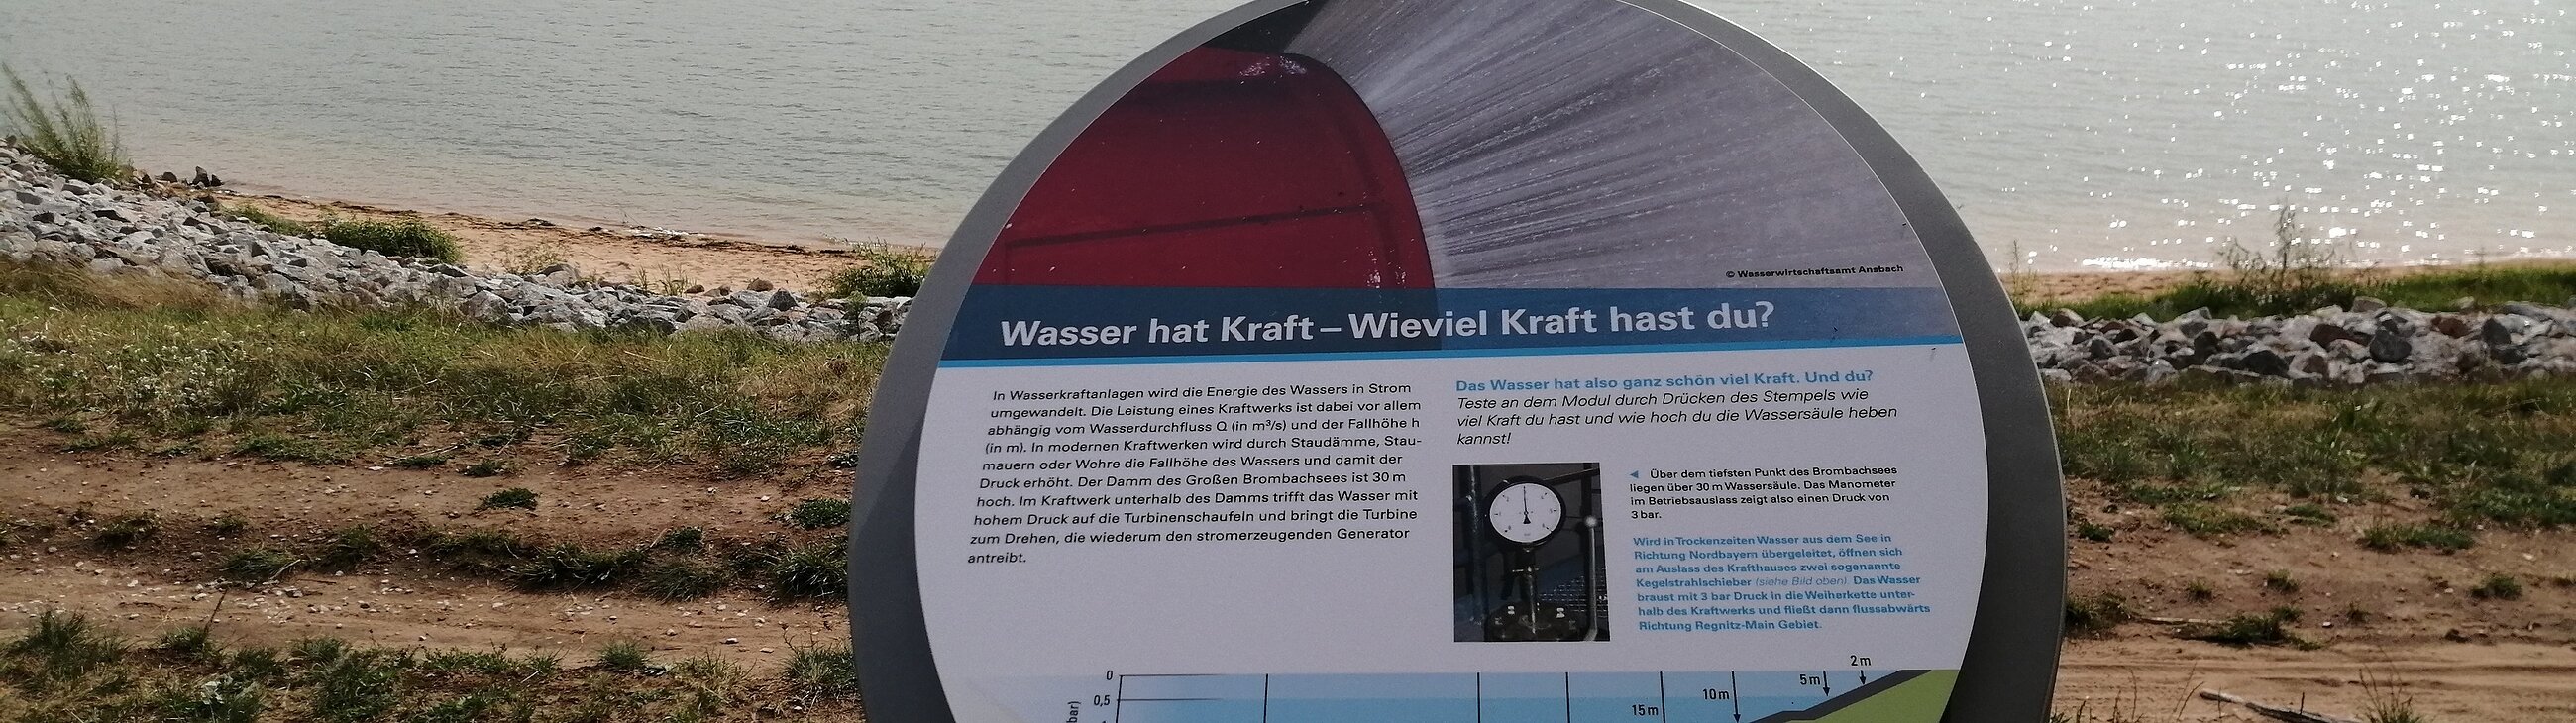 © Wasserwirtschaftsamt Ansbach
Wasser hat Kraft – Wieviel Kraft hast du?
In Wasserkraftanlagen wird die Energie des Wassers in Strom
umgewandelt. Die Leistung eines Kraftwerks ist dabei vor allem
abhängig vom Wasserdurchfluss Q (in m³/s) und der Fallhöhe h
(in m). In modernen Kraftwerken wird durch Staudämme, Stau-
mauern oder Wehre die Fallhöhe des Wassers und damit der
Druck erhöht. Der Damm des Großen Brombachsees ist 30 m
hoch. Im Kraftwerk unterhalb des Damms trifft das Wasser mit
hohem Druck auf die Turbinenschaufeln und bringt die Turbine
zum Drehen, die wiederum den stromerzeugenden Generator
antreibt.
Das Wasser hat also ganz schön viel Kraft. Und du?
Teste an dem Modul durch Drücken des Stempels wie
viel Kraft du hast und wie hoch du die Wassersäule heben
kannst!
◄ Über dem tiefsten Punkt des Brombachsees
liegen über 30 m Wassersäule. Das Manometer
im Betriebsauslass zeigt also einen Druck von
3 bar.
Wird in Trockenzeiten Wasser aus dem See in
Richtung Nordbayern übergeleitet, öffnen sich
am Auslass des Krafthauses zwei sogenannte
Kegelstrahlschieber (siehe Bild oben). Das Wasser
braust mit 3 bar Druck in die Weiherkette unter-
halb des Kraftwerks und fließt dann flussabwärts
Richtung Regnitz-Main Gebiet.
2 m
0
5 m
10 m
0,5
15 m
bar)